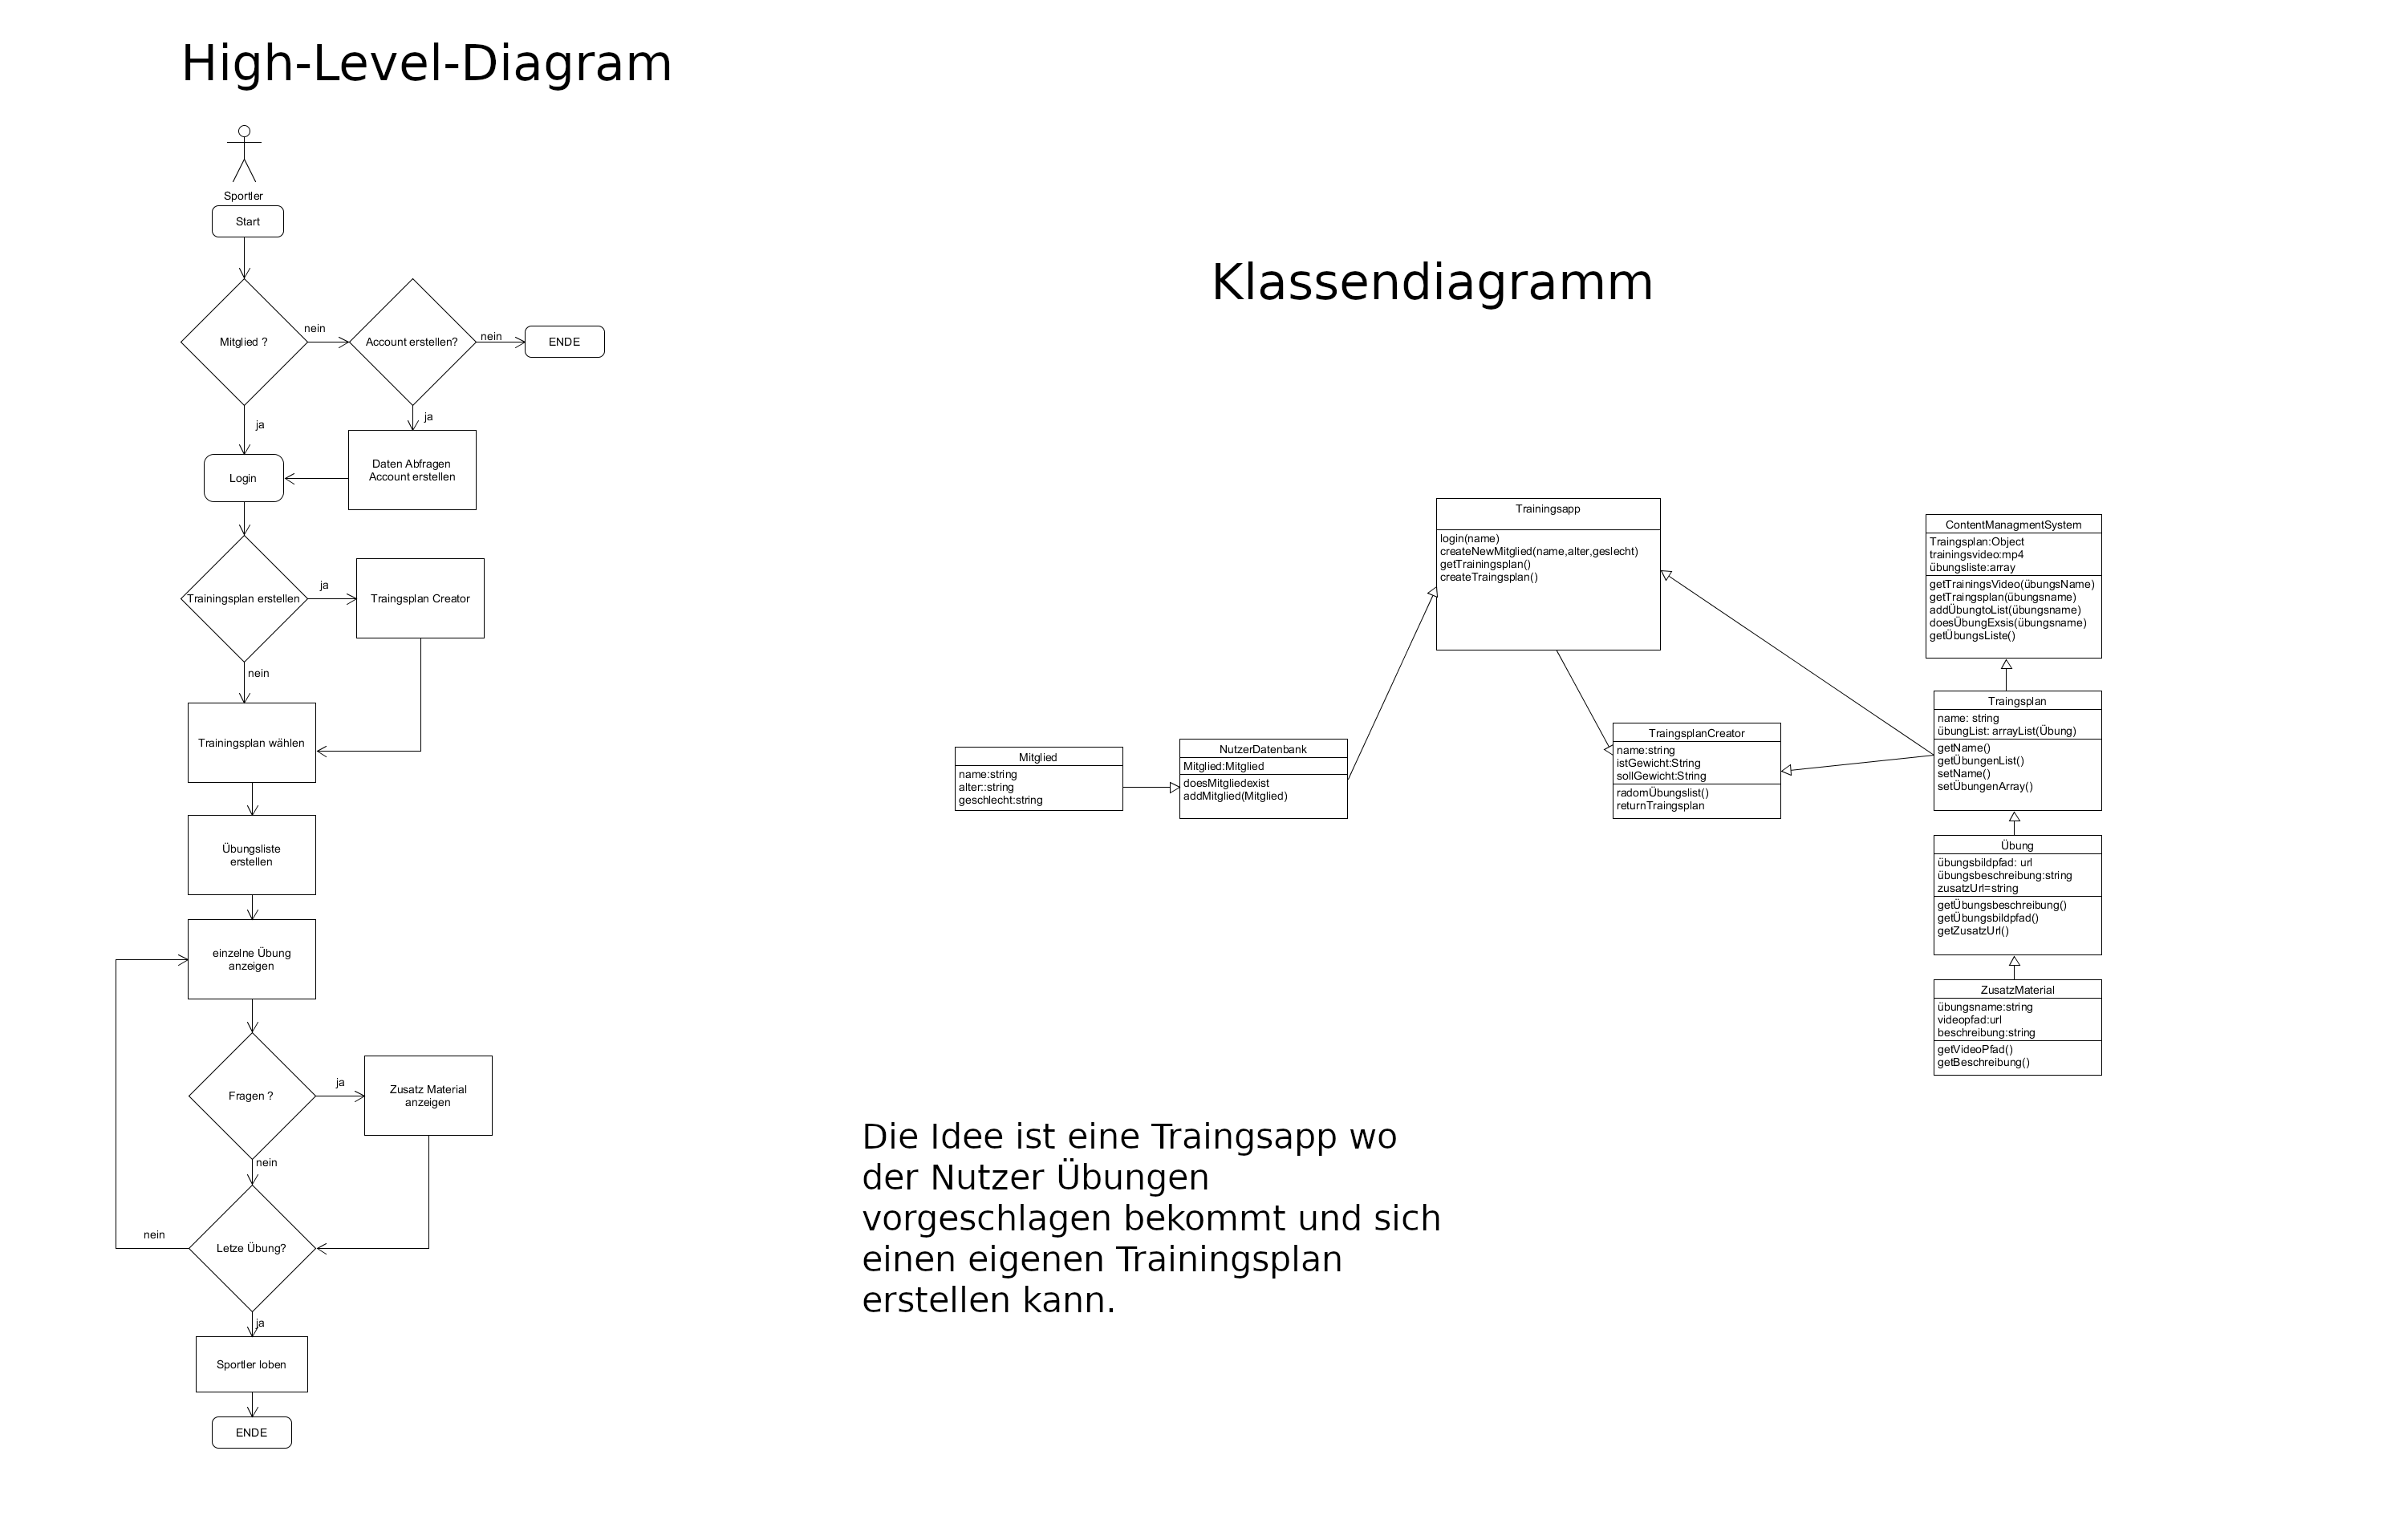 High-Level-Diagram
Sportler
Start
Mitglied ?
nein
Account erstellen?
nein
ENDE
ja
ja
Login
Daten Abfragen
Account erstellen
Trainingsplan erstellen
ja
Traingsplan Creator
nein
Trainingsplan wählen
Übungsliste
erstellen
einzelne Übung
anzeigen
Fragen ?
ja
Zusatz Material
anzeigen
nein
Letze Übung?
nein
ja
Sportler loben
ENDE
Klassendiagramm
Trainingsapp
login(name)
createNewMitglied(name,alter,geslecht)
getTrainingsplan()
createTraingsplan()
Mitglied
name:string
alter::string
geschlecht:string
NutzerDatenbank
Mitglied:Mitglied
doesMitgliedexist
addMitglied(Mitglied)
TraingsplanCreator
name:string
istGewicht:String
sollGewicht:String
radomÜbungslist()
returnTraingsplan
ContentManagmentSystem
Traingsplan:Object
trainingsvideo:mp4
übungsliste:array
getTrainingsVideo(übungsName)
getTraingsplan(übungsname)
addÜbungtoList(übungsname)
doesÜbungExsis(übungsname)
getÜbungsListe()
Traingsplan
name: string
übungList: arrayList(Übung)
getName()
getÜbungenList()
setName()
setÜbungenArray()
Übung
übungsbildpfad: url
übungsbeschreibung:string
zusatzUrl=string
getÜbungsbeschreibung()
getÜbungsbildpfad()
getZusatzUrl()
ZusatzMaterial
übungsname:string
videopfad:url
beschreibung:string
getVideoPfad()
getBeschreibung()
Die Idee ist eine Traingsapp wo
der Nutzer Übungen
vorgeschlagen bekommt und sich
einen eigenen Trainingsplan
erstellen kann.